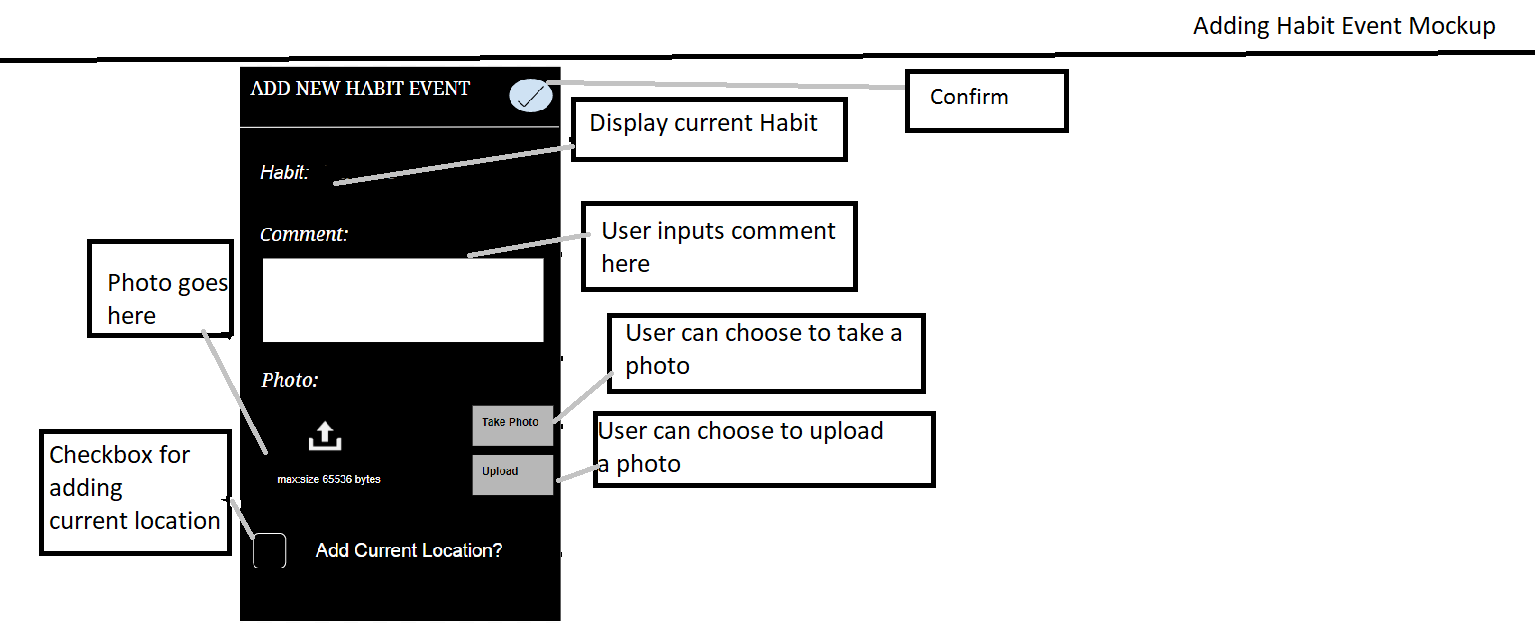 Adding Habit Event Mockup
ADD NEW HABIT EVENT
Confirm
Display current Habit
Habit:
Comment:
User inputs comment
here
Photo goes
here
User can choose to take a
photo
Photo:
Take Photo
User can choose to upload
a photo
Upload
max:size 65536 bytes
Checkbox for
adding
current location
Add Current Location?